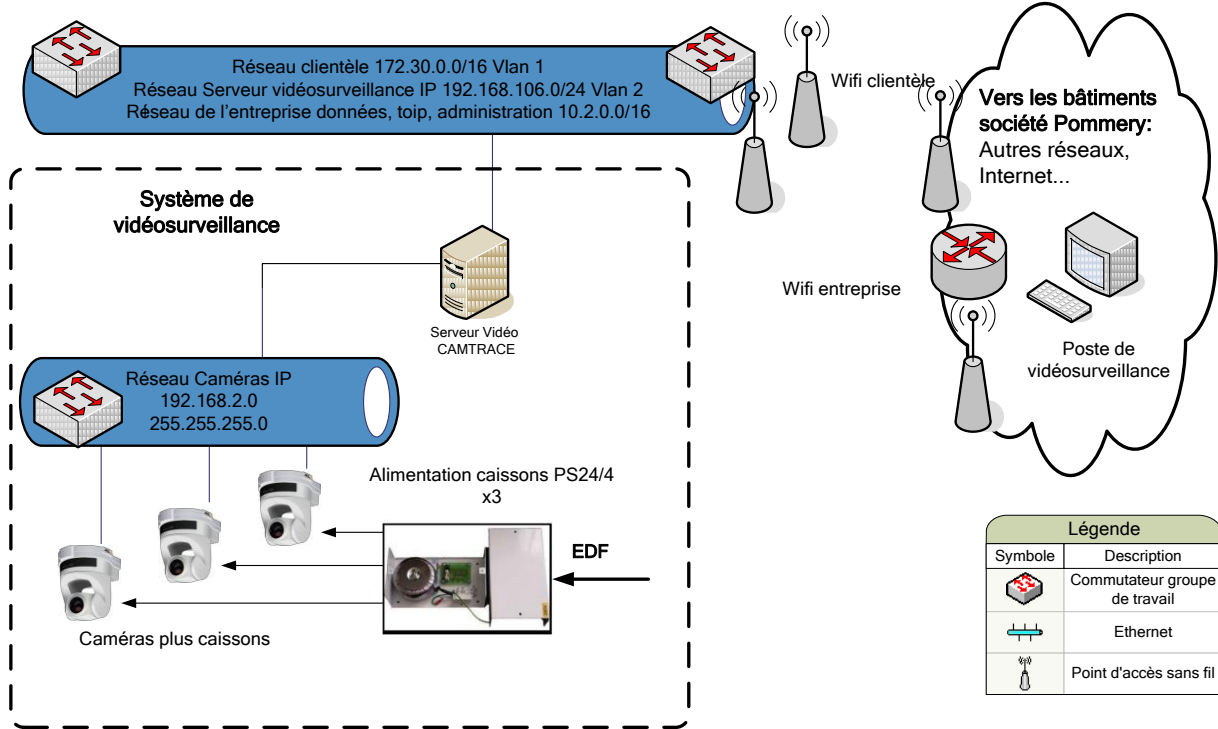 Réseau clientèle 172.30.0.0/16 Vlan 1
Réseau Serveur vidéosurveillance IP 192.168.106.0/24 Vlan 2
Réseau de l'entreprise données, toip, administration 10.2.0.0/16
Wifi clientèle
Vers les bâtiments
société Pommery:
Autres réseaux,
Internet...
Système de
vidéosurveillance
Serveur Vidéo
CAMTRACE
Wifi entreprise
Poste de
vidéosurveillance
Réseau Caméras IP
192.168.2.0
255.255.255.0
Alimentation caissons PS24/4
x3
EDF
Caméras plus caissons
Légende
Symbole Description
Commutateur groupe
de travail
Ethernet
Point d'accès sans fil